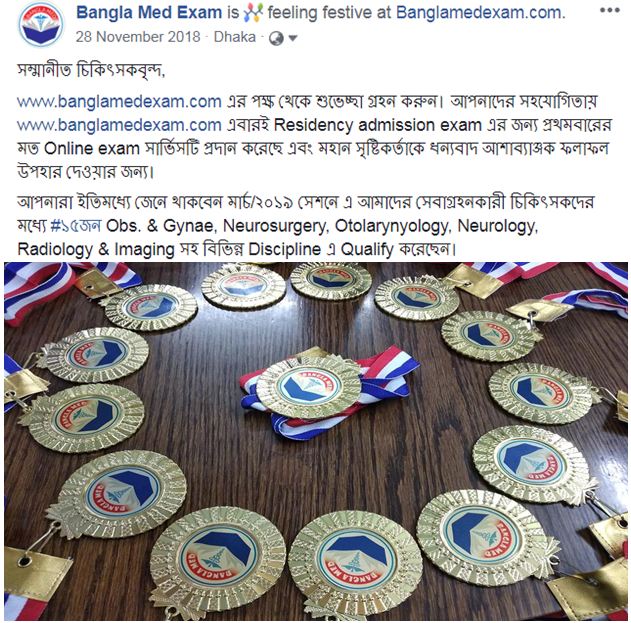 Bangla Med Exam is feeling festive at Banglamedexam.com.
28 November 2018 · Dhaka ·
সম্মানীত চিকিৎসকবৃন্দ,
www.banglamedexam.com এর পক্ষ থেকে শুভেচ্ছা গ্রহন করুন। আপনাদের সহযোগিতায়
www.banglamedexam.com এবারই Residency admission exam এর জন্য প্রথমবারের
মত Online exam সার্ভিসটি প্রদান করেছে এবং মহান সৃষ্টিকর্তাকে ধন্যবাদ আশাব্যাঞ্জক ফলাফল
উপহার দেওয়ার জন্য।
আপনারা ইতিমধ্যে জেনে থাকবেন মার্চ/২০১৯ সেশনে এ আমাদের সেবাগ্রহনকারী চিকিৎসকদের
মধ্যে #১৫জন Obs. & Gynae, Neurosurgery, Otolarynyology, Neurology,
Radiology & Imaging সহ বিভিন্ন Discipline এ Qualify করেছেন।
BANGLA MED
BANGLA MED
BANGLA MED
BANGLA MED